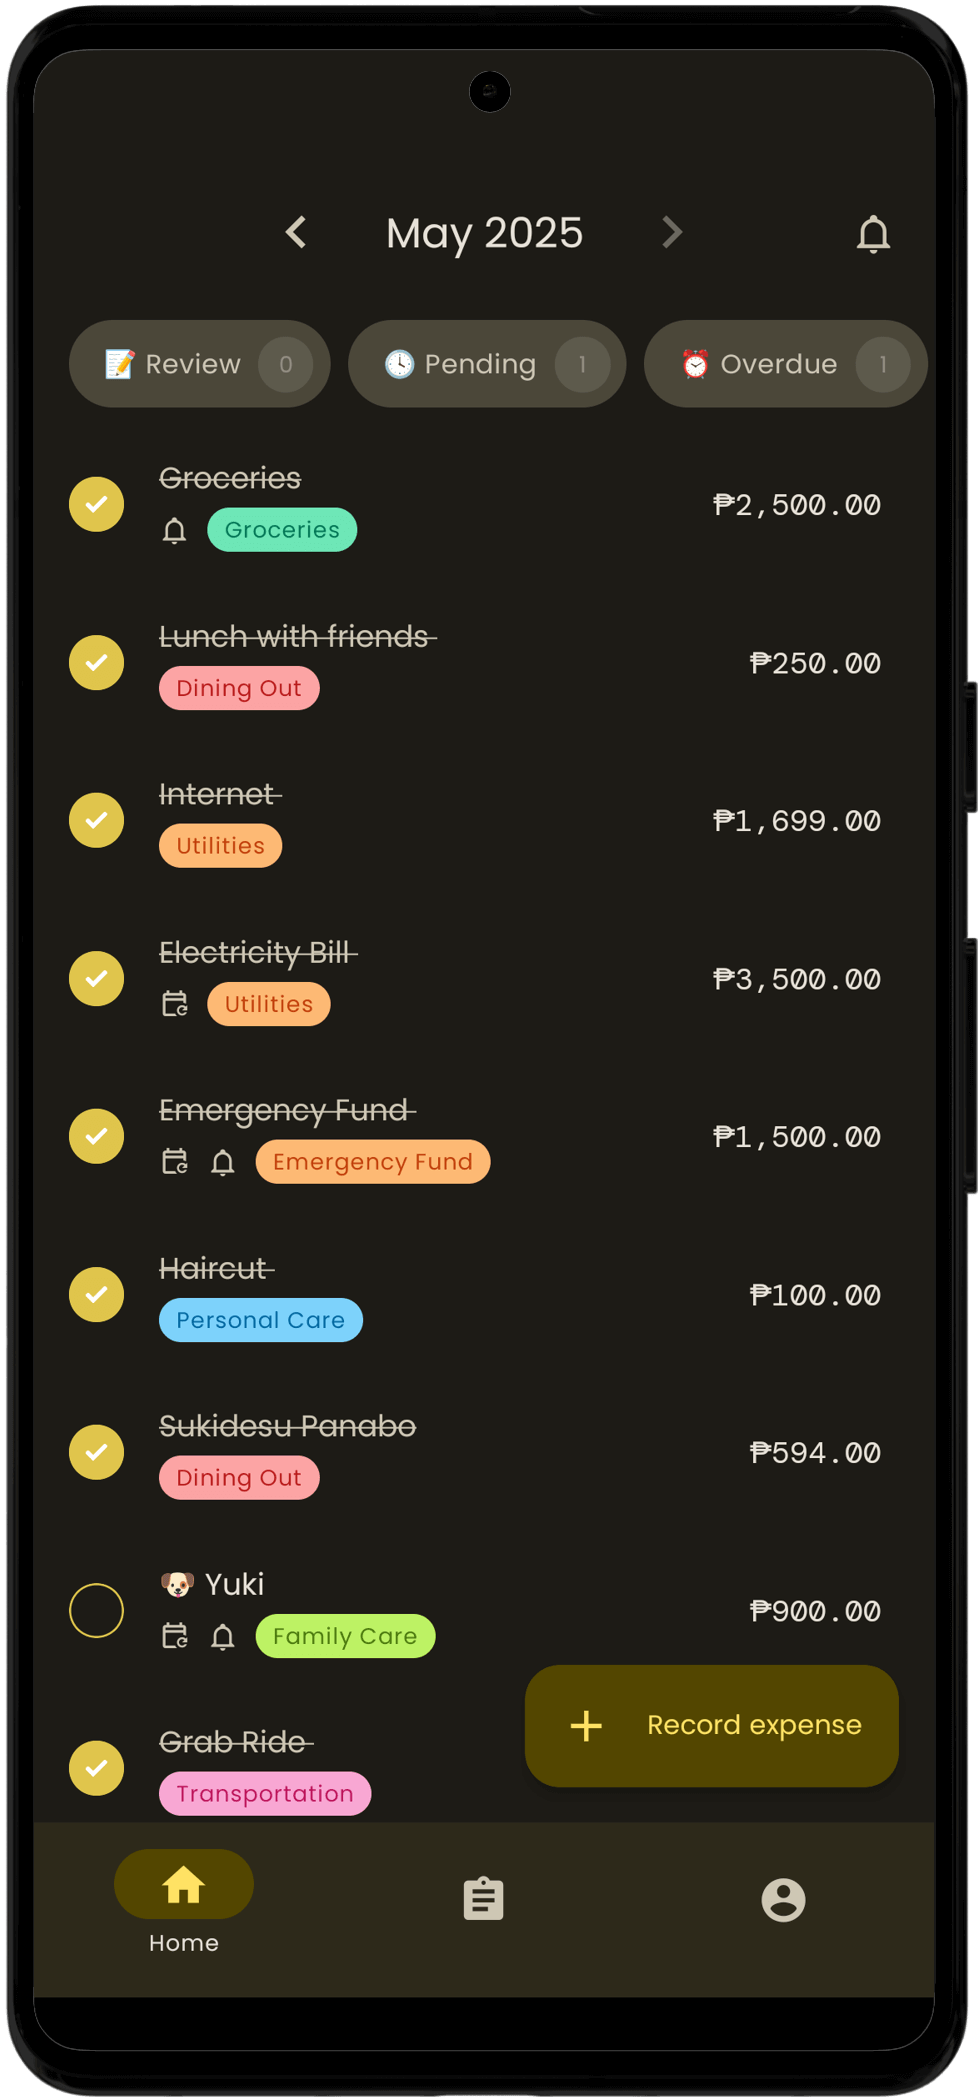 May 2025
📝 Review 0
🕓 Pending 1
⏰ Overdue 1
Groceries
₱2,500.00
Groceries
Lunch with friends
₱250.00
Dining Out
Internet
₱1,699.00
Utilities
Electricity Bill
₱3,500.00
Utilities
Emergency Fund
₱1,500.00
Emergency Fund
Haircut
₱100.00
Personal Care
Sukidesu Panabo
₱594.00
Dining Out
🐶 Yuki
₱900.00
Family Care
Record expense
Grab Ride
Transportation
Home